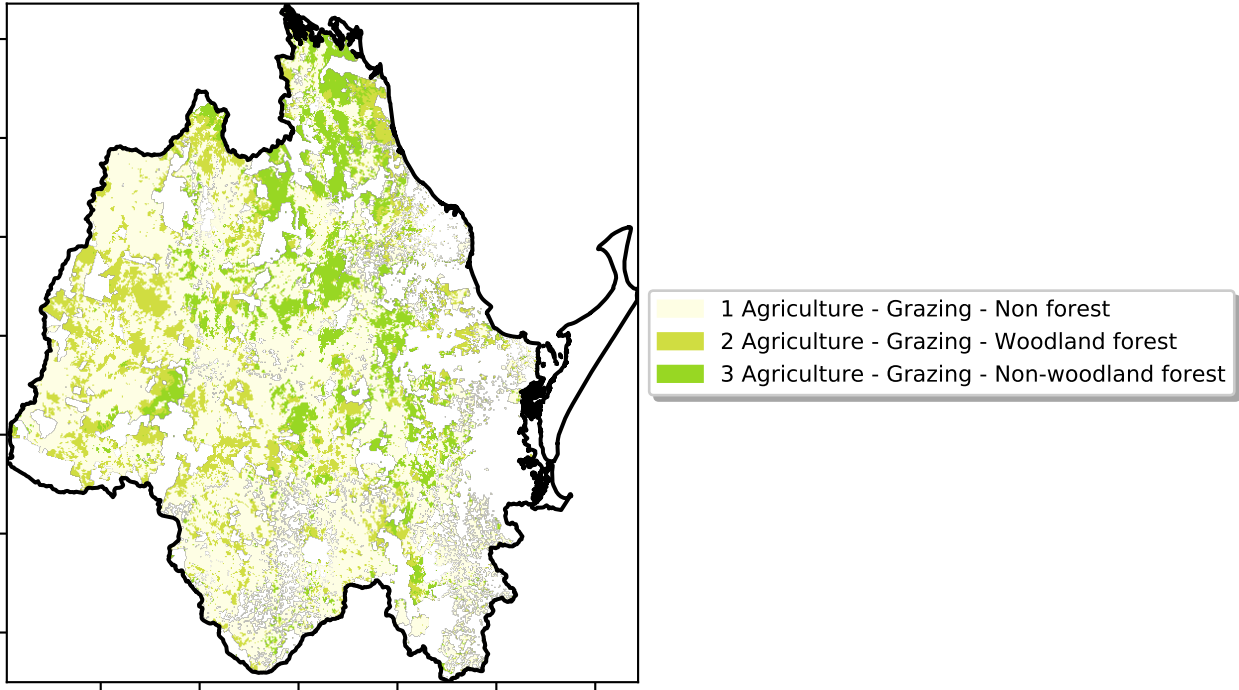 1 Agriculture - Grazing - Non forest
2 Agriculture - Grazing - Woodland forest
3 Agriculture - Grazing - Non-woodland forest